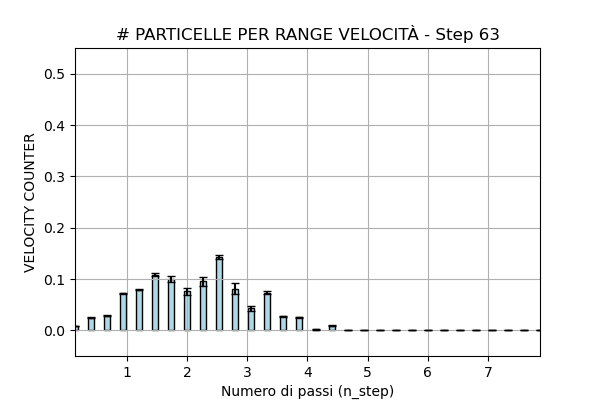 # PARTICELLE PER RANGE VELOCITÀ - Step 63
VELOCITY COUNTER
0.5
0.4
0.3
0.2
0.1
0.0
1 2 3 4 5 6 7
Numero di passi (n_step)